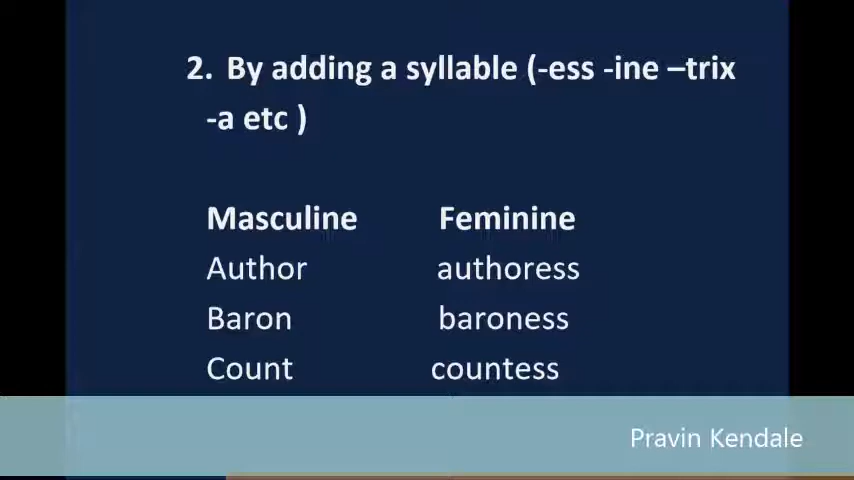 2. By adding a syllable (-ess -ine –trix
-a etc )
Masculine Feminine
Author authoress
Baron baroness
Count countess
Pravin Kendale